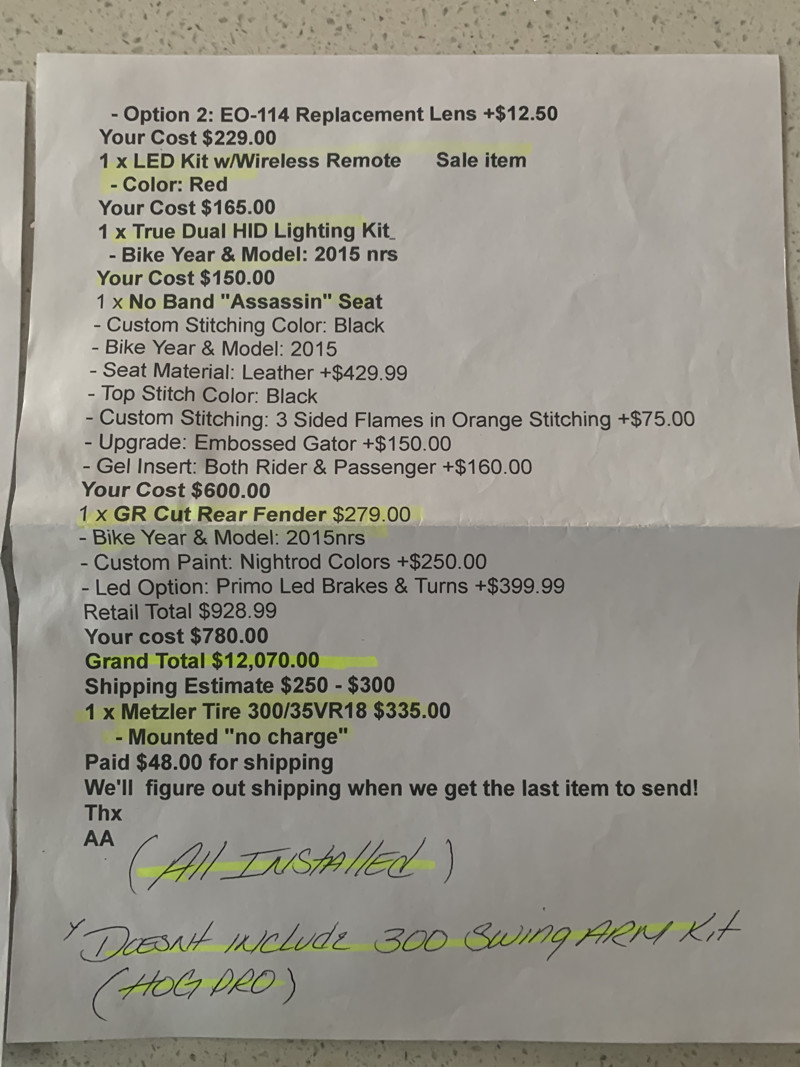 - Option 2: EO-114 Replacement Lens +$12.50
Your Cost $229.00
1 x LED Kit w/Wireless Remote Sale item
- Color: Red
Your Cost $165.00
1 x True Dual HID Lighting Kit
- Bike Year & Model: 2015 nrs
Your Cost $150.00
1 x No Band "Assassin" Seat
- Custom Stitching Color: Black
- Bike Year & Model: 2015
- Seat Material: Leather +$429.99
- Top Stitch Color: Black
- Custom Stitching: 3 Sided Flames in Orange Stitching +$75.00
- Upgrade: Embossed Gator +$150.00
- Gel Insert: Both Rider & Passenger +$160.00
Your Cost $600.00
1 x GR Cut Rear Fender $279.00
- Bike Year & Model: 2015nrs
- Custom Paint: Nightrod Colors +$250.00
- Led Option: Primo Led Brakes & Turns +$399.99
Retail Total $928.99
Your cost $780.00
Grand Total $12,070.00
Shipping Estimate $250 - $300
1 x Metzler Tire 300/35VR18 $335.00
- Mounted "no charge"
Paid $48.00 for shipping
We'll figure out shipping when we get the last item to send!
Thx
AA
(All INSTAllED)
* DOESNt INCludE 300 Swing ARM Kit
(HOG PRO)